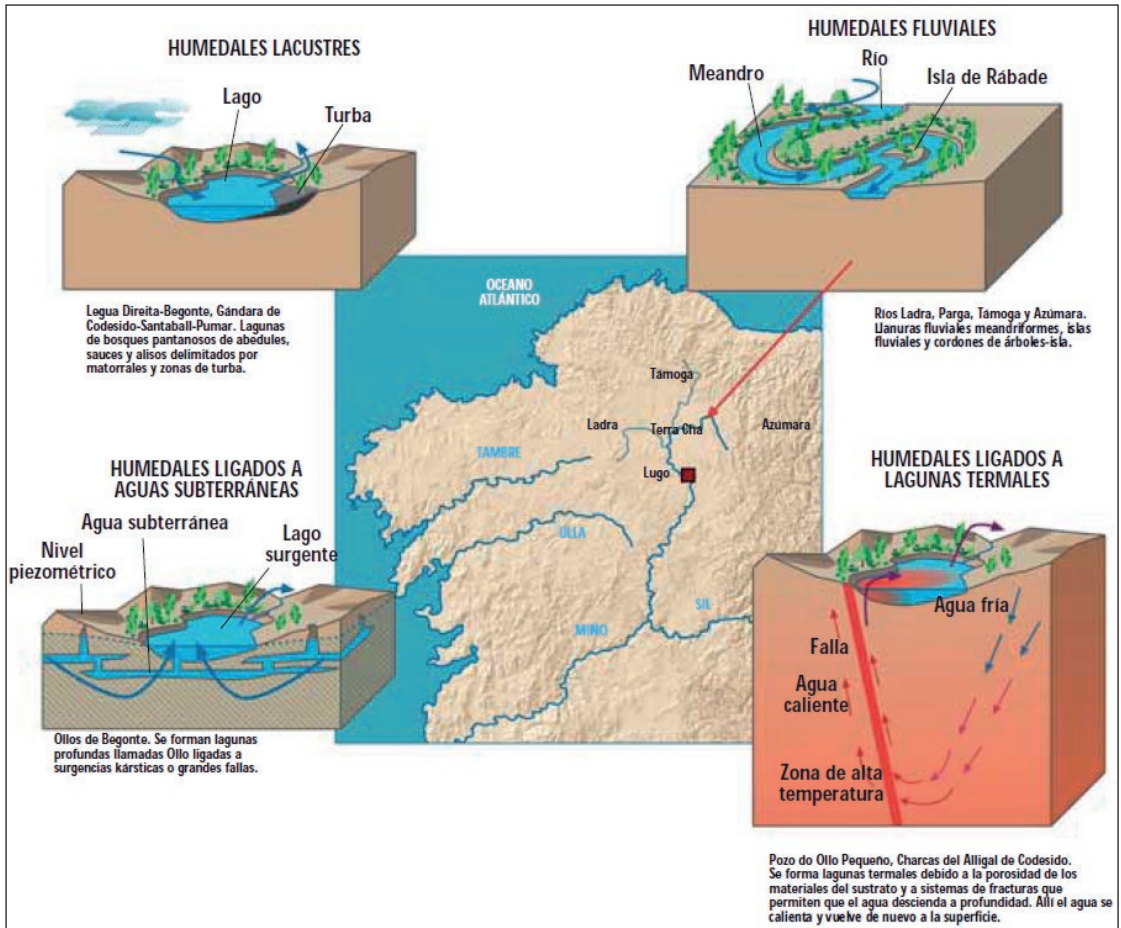 HUMEDALES LACUSTRES
Lago
Turba
Legua Direita-Begonte, Gándara de
Codesido-Santaball-Pumar. Lagunas
de bosques pantanosos de abedules,
sauces y alisos delimitados por
matorrales y zonas de turba.
HUMEDALES FLUVIALES
Río
Meandro
Isla de Rábade
Ríos Ladra, Parga, Támoga y Azúmara.
Llanuras fluviales meandriformes, islas
fluviales y cordones de árboles-isla.
OCEANO
ATLÁNTICO
Támoga
Ladra
Terra Cha
Azúmara
TAMBRE
Lugo
ULLA
SIL
MIÑO
HUMEDALES LIGADOS A
AGUAS SUBTERRÁNEAS
Agua subterránea
Lago
surgente
Nivel
piezométrico
Ollos de Begonte. Se forman lagunas
profundas llamadas Ollo ligadas a
surgencias kársticas o grandes fallas.
HUMEDALES LIGADOS A
LAGUNAS TERMALES
Agua fría
Falla
Agua
caliente
Zona de alta
temperatura
Pozo do Ollo Pequeño, Charcas del Alligal de Codesido.
Se forma lagunas termales debido a la porosidad de los
materiales del sustrato y a sistemas de fracturas que
permiten que el agua descienda a profundidad. Allí el agua se
calienta y vuelve de nuevo a la superficie.